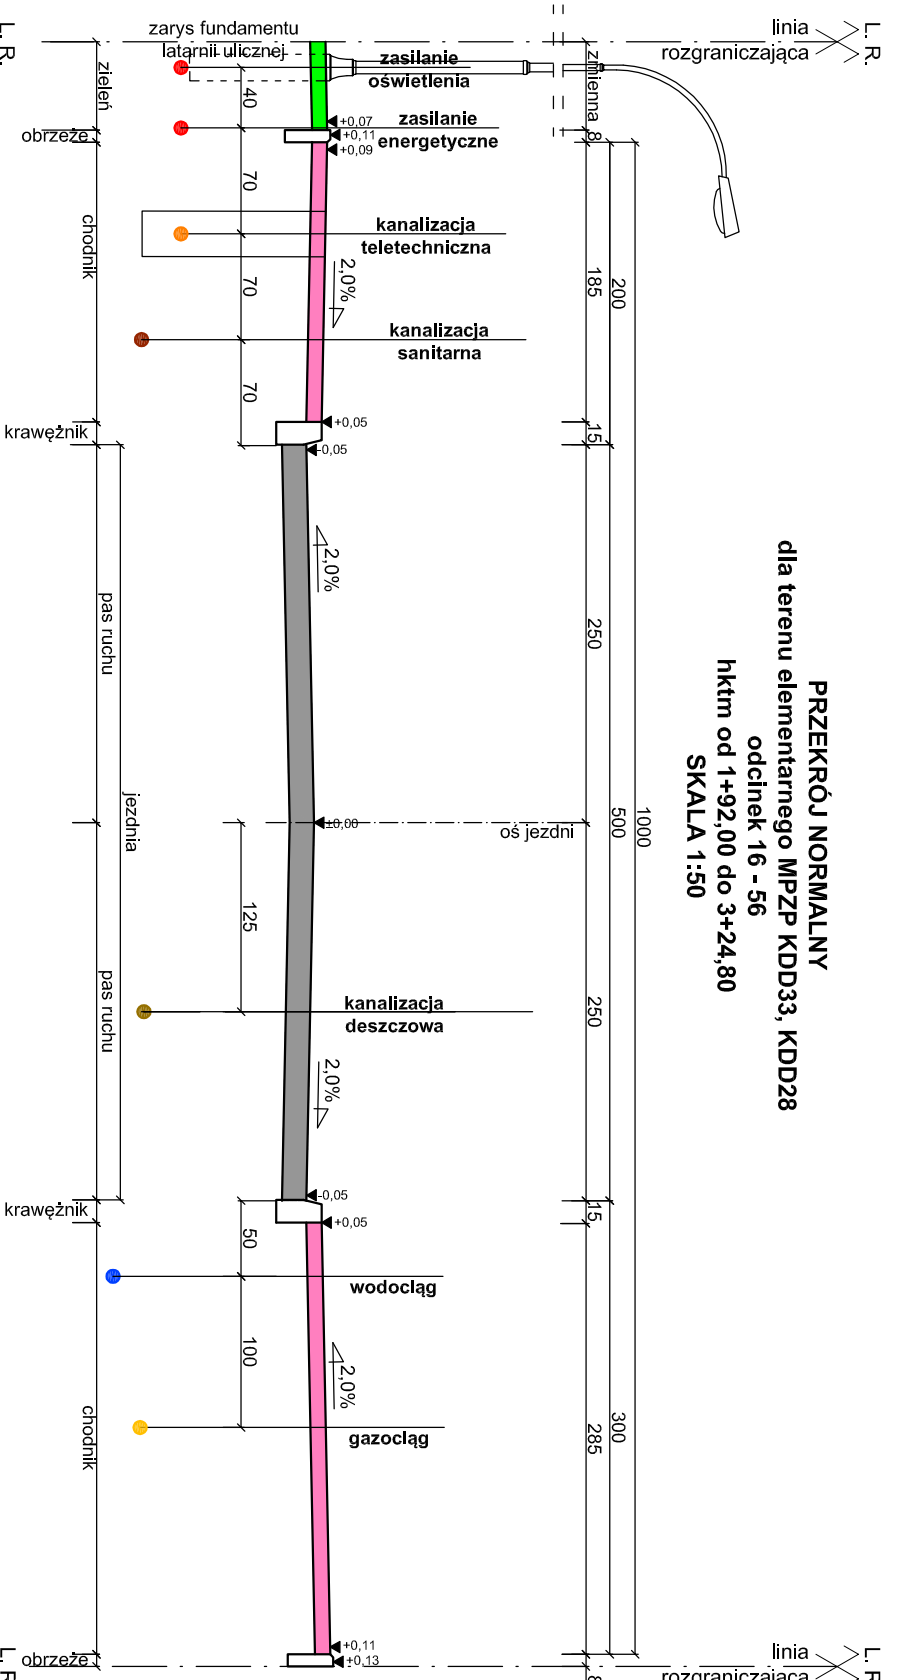 PRZEKRÓJ NORMALNY
dla terenu elementarnego MPZP KDD33, KDD28
odcinek 16 - 56
hktm od 1+92,00 do 3+24,80
SKALA 1:50
L. R.
linia
rozgraniczająca
L. R.
zarys fundamentu
latarnii ulicznej
zasilanie
oświetlenia
zmienna
zieleń
40
+0,07
zasilanie
energetyczne
+0,11
8
obrzeże
+0,09
70
kanalizacja
teletechniczna
chodnik
2,0%
185
200
70
kanalizacja
sanitarna
70
+0,05
krawężnik
15
-0,05
2,0%
pas ruchu
250
jezdnia
±0,00
oś jezdni
500
1000
125
pas ruchu
kanalizacja
deszczowa
250
2,0%
-0,05
krawężnik
15
+0,05
50
wodociąg
100
2,0%
chodnik
gazociąg
285
300
+0,11
obrzeże
+0,13
linia
rozgraniczająca
8
L. R.
L. R.